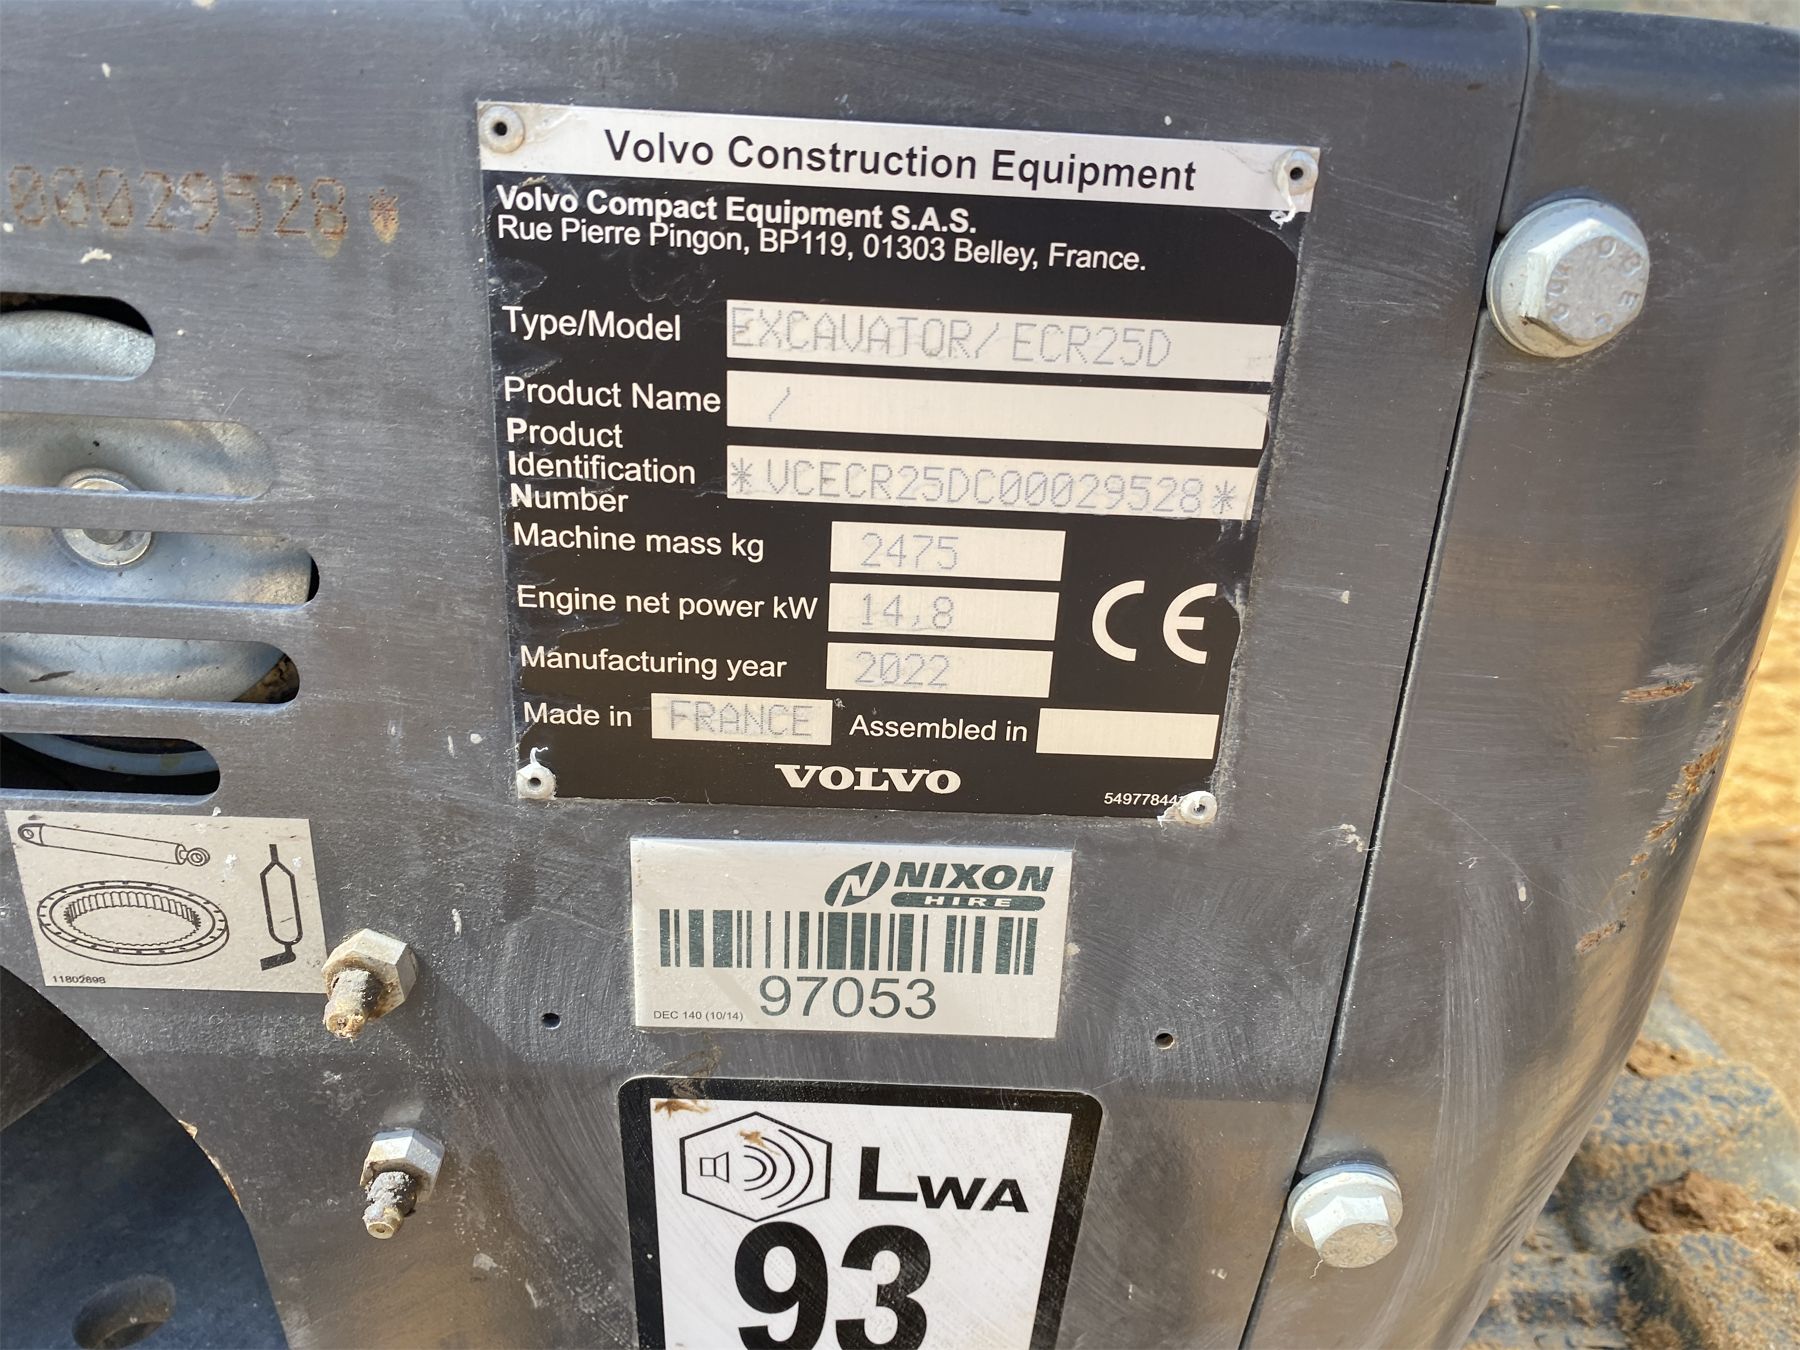 00029528*
Volvo Construction Equipment
Volvo Compact Equipment S.A.S.
Rue Pierre Pingon, BP119, 01303 Belley, France.
Type/Model EXCAVATOR/ECR25D
Product Name /
Product
Identification
Number *VCECR25DC00029528*
Machine mass kg 2475
Engine net power kW 14,8
Manufacturing year 2022
Made in FRANCE Assembled in
VOLVO
11802898
NIXON
HIRE
97053
DEC 140 (10/14)
LWA
93